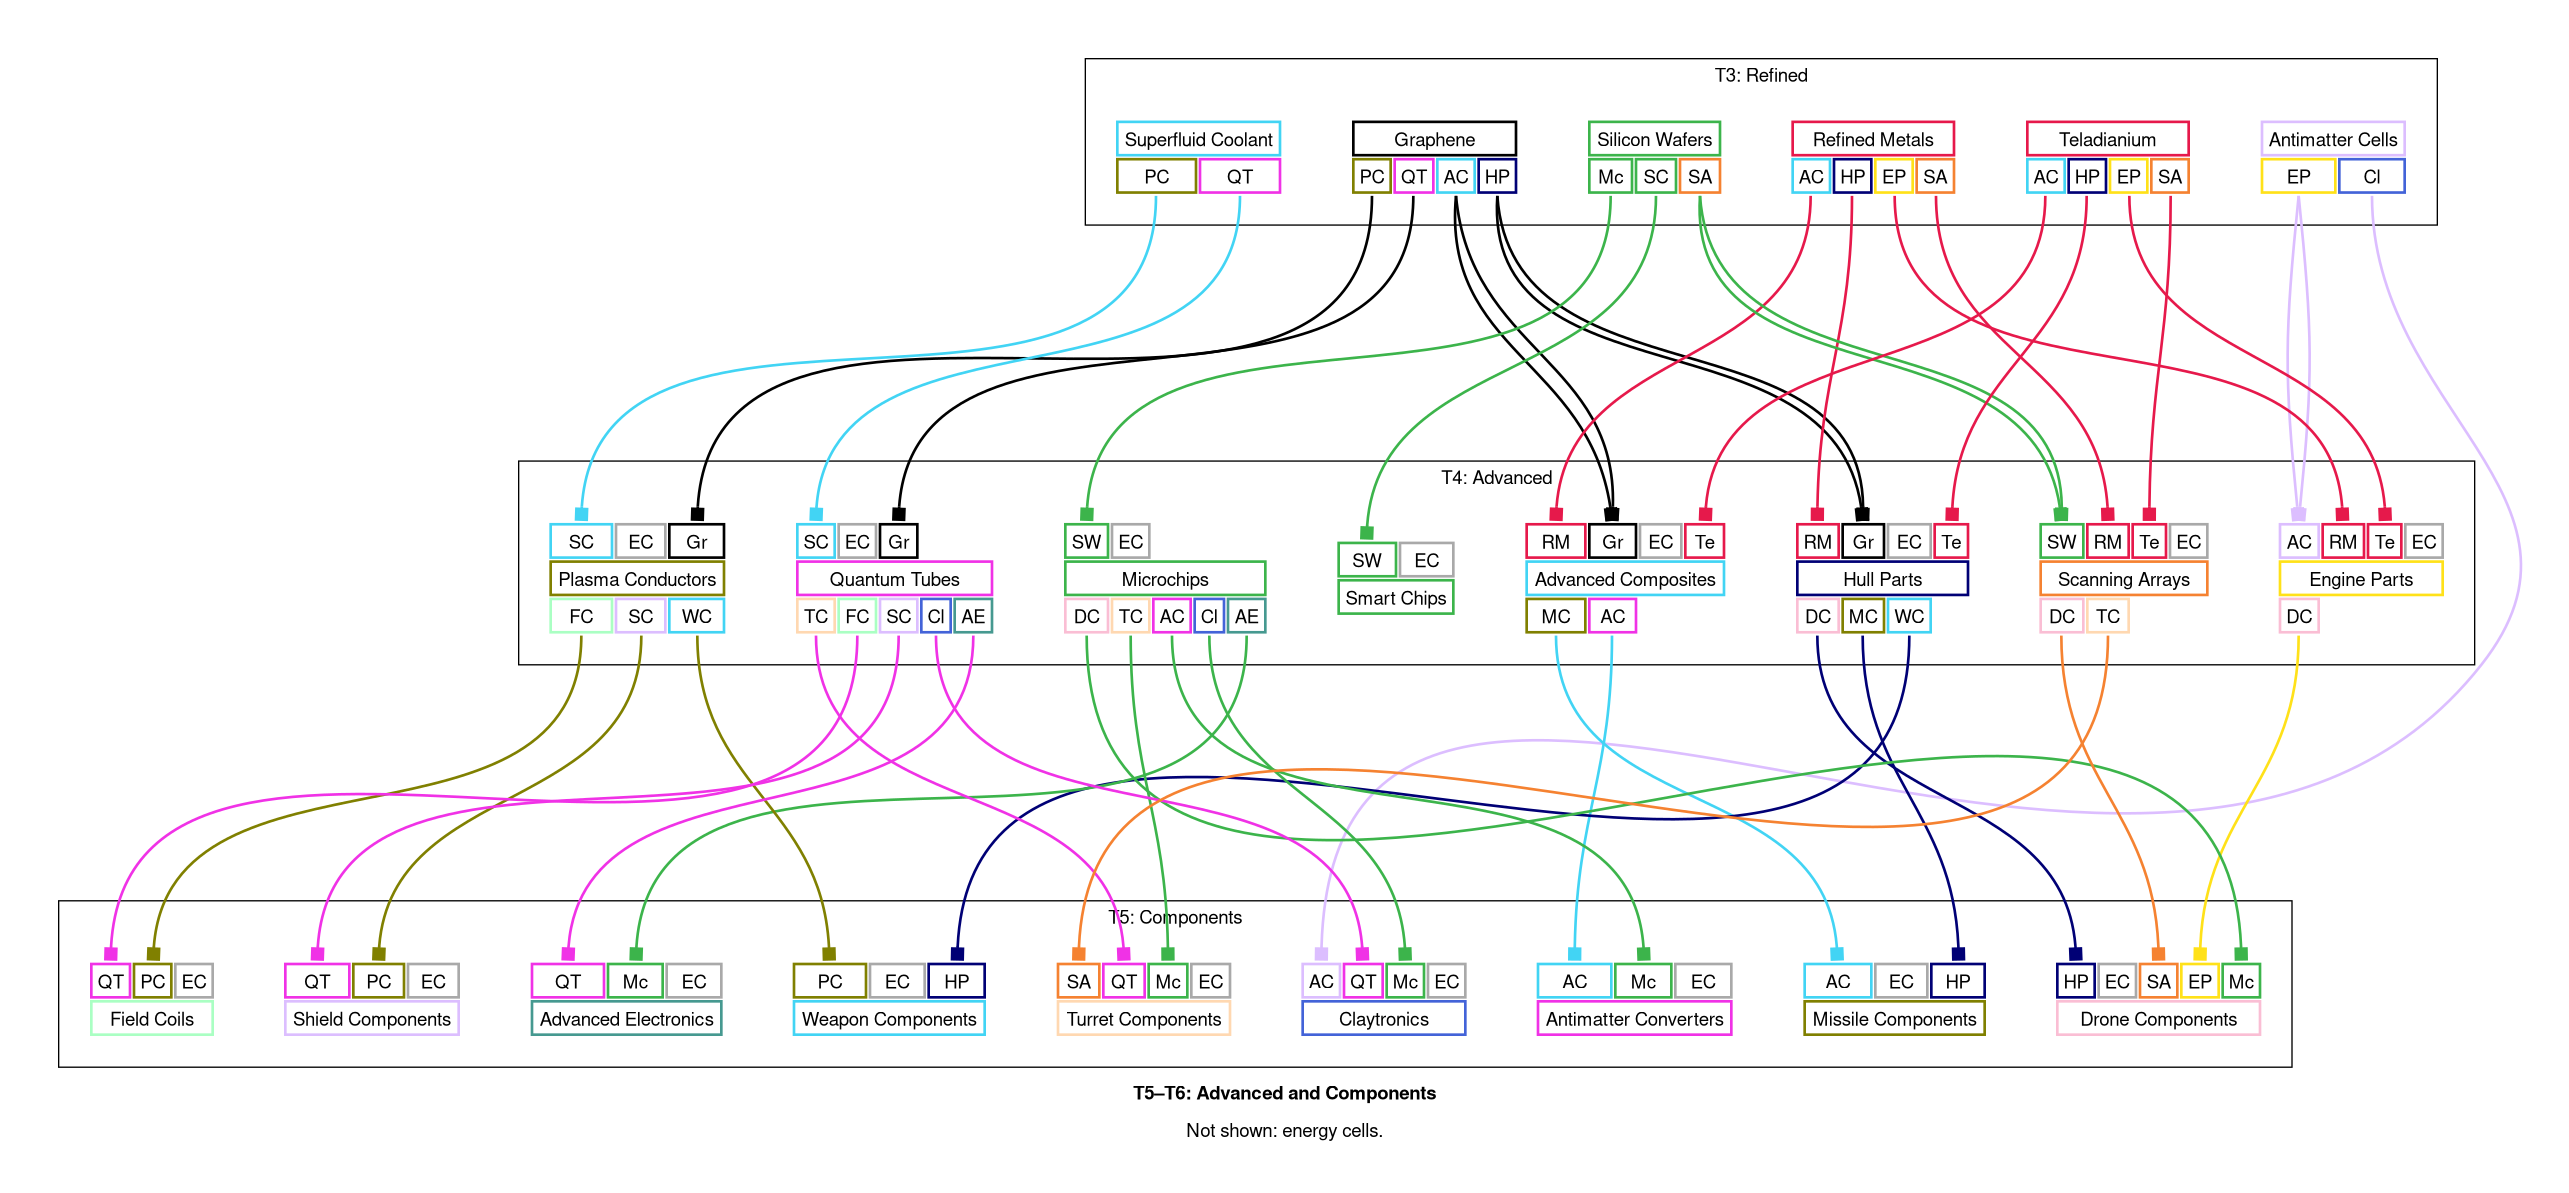 T3: Refined
Superfluid Coolant Graphene Silicon Wafers Refined Metals Teladianium Antimatter Cells
PC QT PC QT AC HP Mc SC SA AC HP EP SA AC HP EP SA EP Cl
T4: Advanced
SC EC Gr SC EC Gr SW EC SW EC RM Gr EC Te RM Gr EC Te SW RM Te EC AC RM Te EC
Plasma Conductors Quantum Tubes Microchips Smart Chips Advanced Composites Hull Parts Scanning Arrays Engine Parts
FC SC WC TC FC SC Cl AE DC TC AC Cl AE MC AC DC MC WC DC TC DC
T5: Components
QT PC EC QT PC EC QT Mc EC PC EC HP SA QT Mc EC AC QT Mc EC AC Mc EC AC EC HP HP EC SA EP Mc
Field Coils Shield Components Advanced Electronics Weapon Components Turret Components Claytronics Antimatter Converters Missile Components Drone Components
T5–T6: Advanced and Components
Not shown: energy cells.